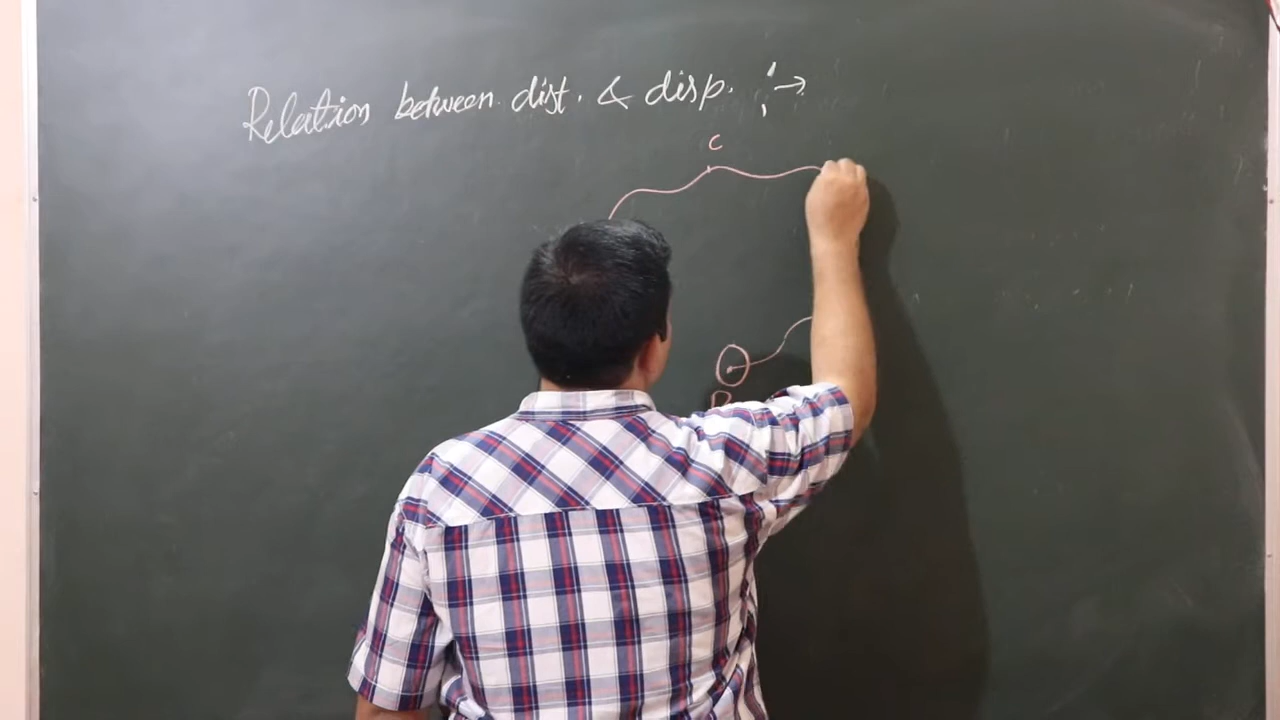 Relation between dist. & disp. :→
C